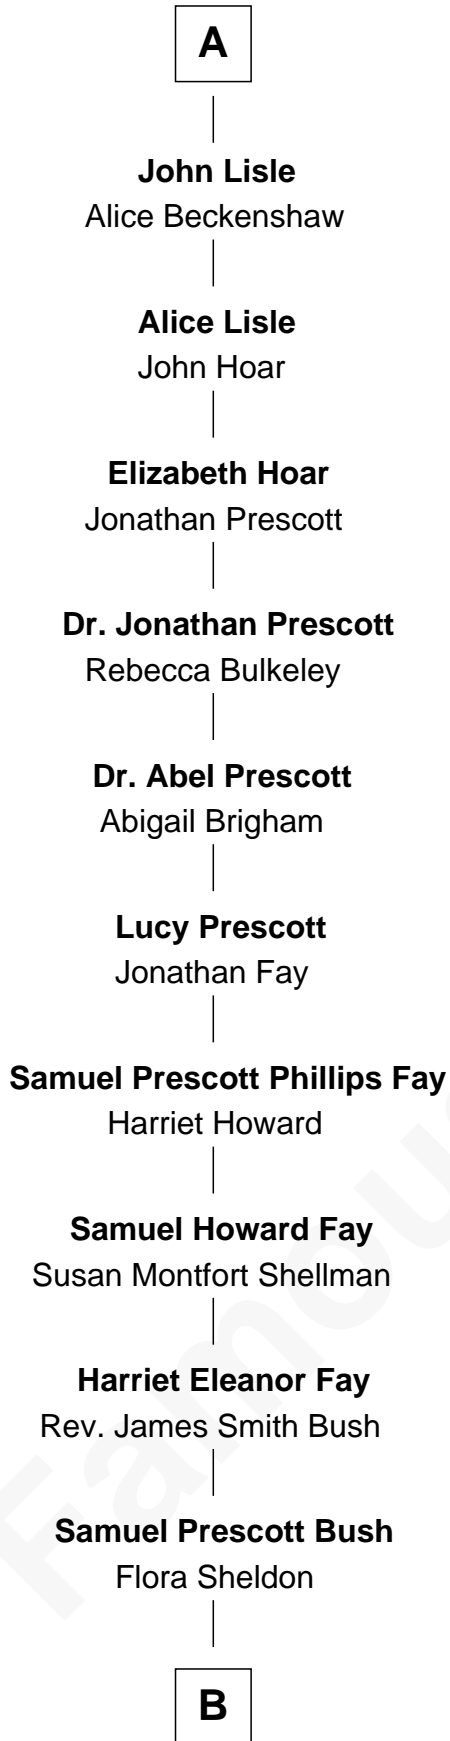 A
John Lisle
Alice Beckenshaw
Alice Lisle
John Hoar
Elizabeth Hoar
Jonathan Prescott
Dr. Jonathan Prescott
Rebecca Bulkeley
Dr. Abel Prescott
Abigail Brigham
Lucy Prescott
Jonathan Fay
Samuel Prescott Phillips Fay
Harriet Howard
Samuel Howard Fay
Susan Montfort Shellman
Harriet Eleanor Fay
Rev. James Smith Bush
Samuel Prescott Bush
Flora Sheldon
B
Famou